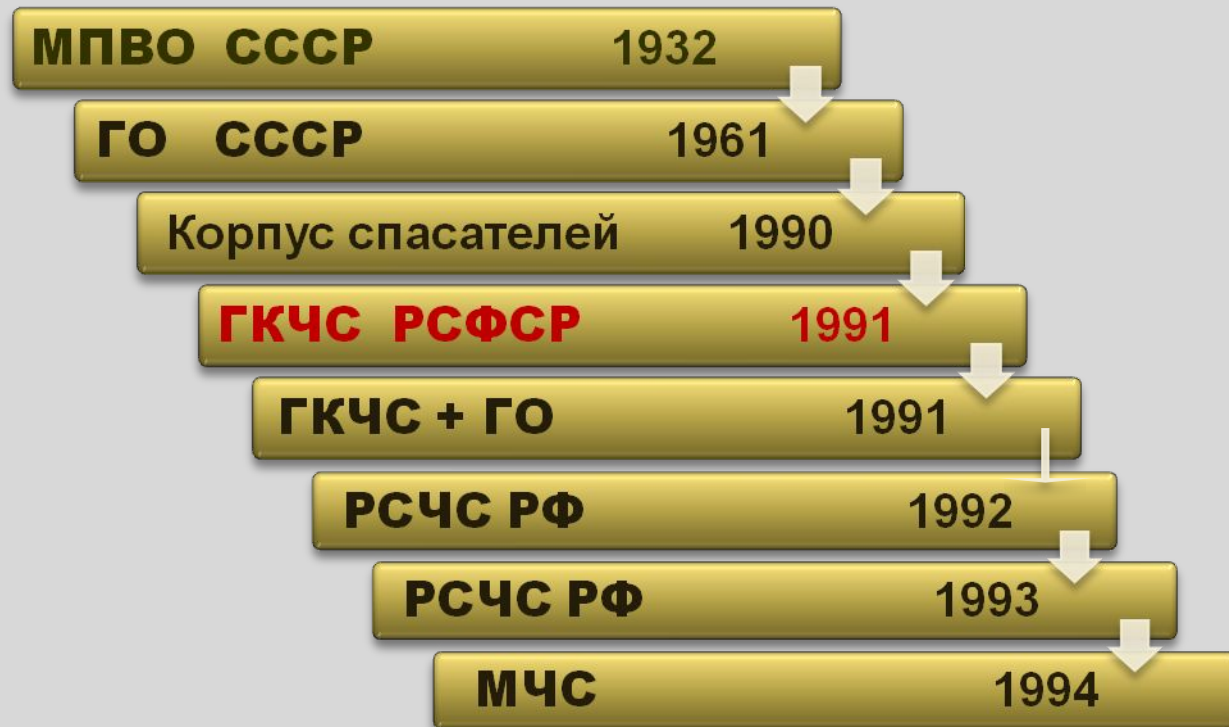 МПВО СССР 1932
ГО СССР 1961
Корпус спасателей 1990
ГКЧС РСФСР 1991
ГКЧС + ГО 1991
РСЧС РФ 1992
РСЧС РФ 1993
МЧС 1994